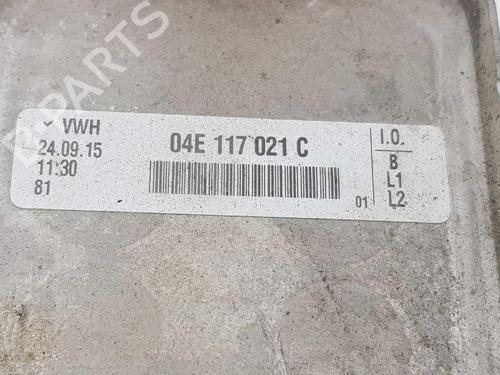 VWH
24.09.15
11:30
81
04E 117 021 C
01
I.O.
B
L1
L2
B-PARTS